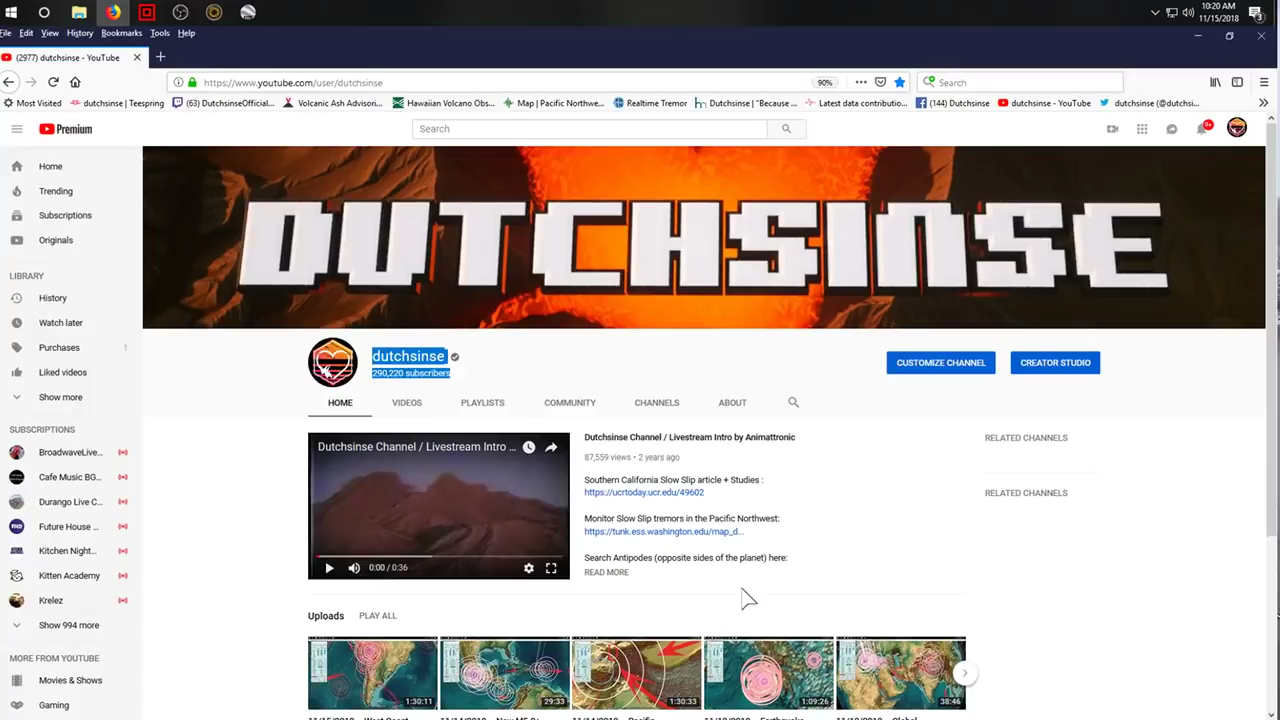 10:20 AM
11/15/2018
File Edit View History Bookmarks Tools Help
(2977) dutchsinse - YouTube
https://www.youtube.com/user/dutchsinse
90%
Search
Most Visited dutchsinse | Teespring (63) DutchsinseOfficial... Volcanic Ash Advisori... Hawaiian Volcano Obs... Map | Pacific Northwe... Realtime Tremor Dutchsinse | "Because ... Latest data contributio... (144) Dutchsinse dutchsinse - YouTube dutchsinse (@dutchsi...
Premium
Search
9+
Home
Trending
Subscriptions
Originals
LIBRARY
History
Watch later
Purchases 1
Liked videos
Show more
SUBSCRIPTIONS
BroadwaveLive...
Cafe Music BG...
Durango Live C...
Future House ...
Kitchen Night...
Kitten Academy
Krelez
Show 994 more
MORE FROM YOUTUBE
Movies & Shows
Gaming
DUTCHSINSE
dutchsinse
290,220 subscribers
CUSTOMIZE CHANNEL
CREATOR STUDIO
HOME VIDEOS PLAYLISTS COMMUNITY CHANNELS ABOUT
Dutchsinse Channel / Livestream Intro ...
0:00 / 0:36
Dutchsinse Channel / Livestream Intro by Animattronic
87,559 views • 2 years ago
Southern California Slow Slip article + Studies :
https://ucrtoday.ucr.edu/49602
Monitor Slow Slip tremors in the Pacific Northwest:
https://tunk.ess.washington.edu/map_d...
Search Antipodes (opposite sides of the planet) here:
READ MORE
RELATED CHANNELS
RELATED CHANNELS
Uploads PLAY ALL
1:30:11
29:33
1:30:33
1:09:26
38:46